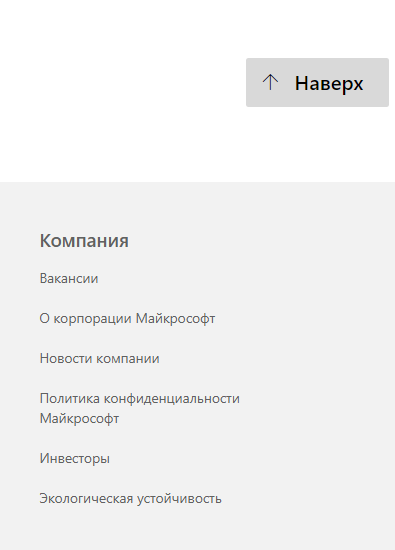 Наверх
Компания
Вакансии
О корпорации Майкрософт
Новости компании
Политика конфиденциальности
Майкрософт
Инвесторы
Экологическая устойчивость